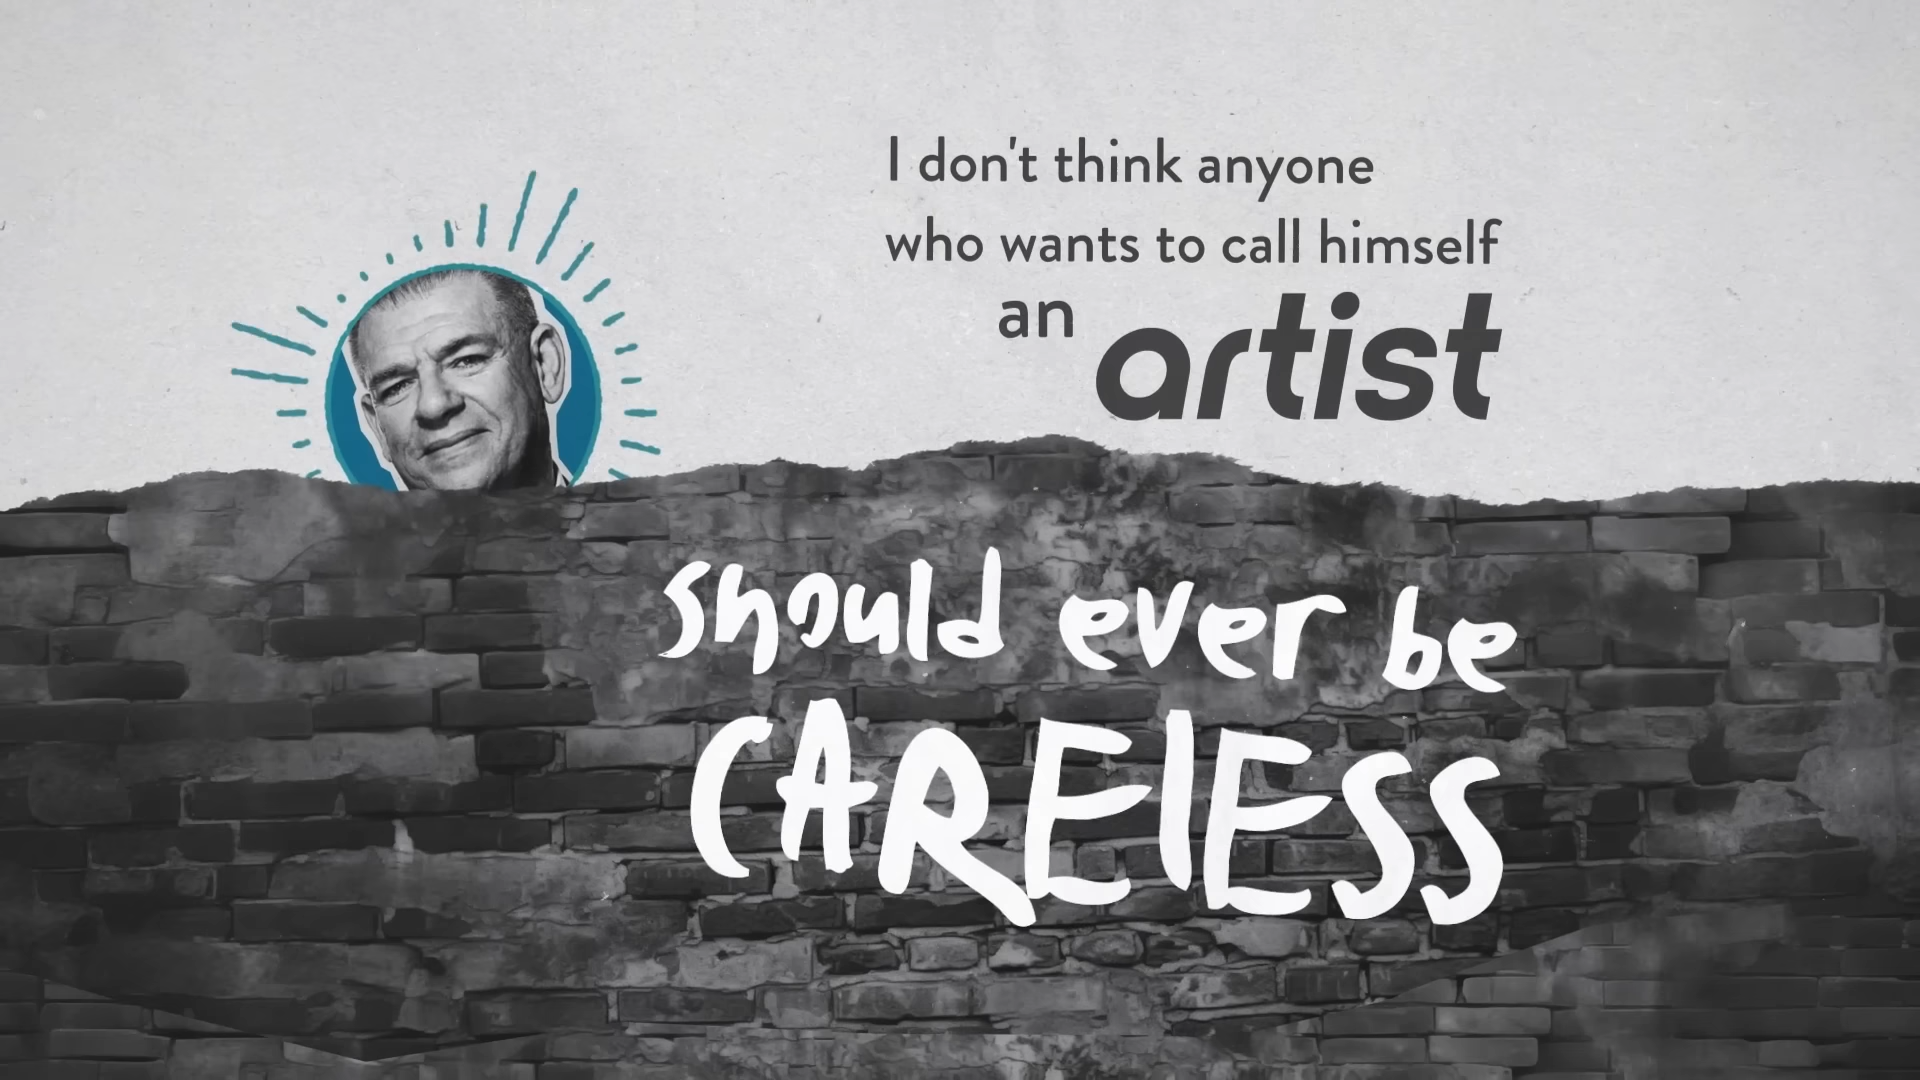 I don't think anyone
who wants to call himself
an artist
should ever be
CARElESS